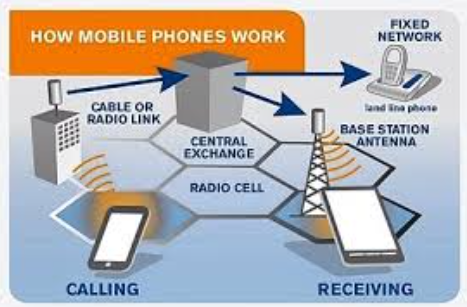 HOW MOBILE PHONES WORK
FIXED
NETWORK
land line phone
CABLE OR
RADIO LINK
CENTRAL
EXCHANGE
BASE STATION
ANTENNA
RADIO CELL
CALLING
RECEIVING